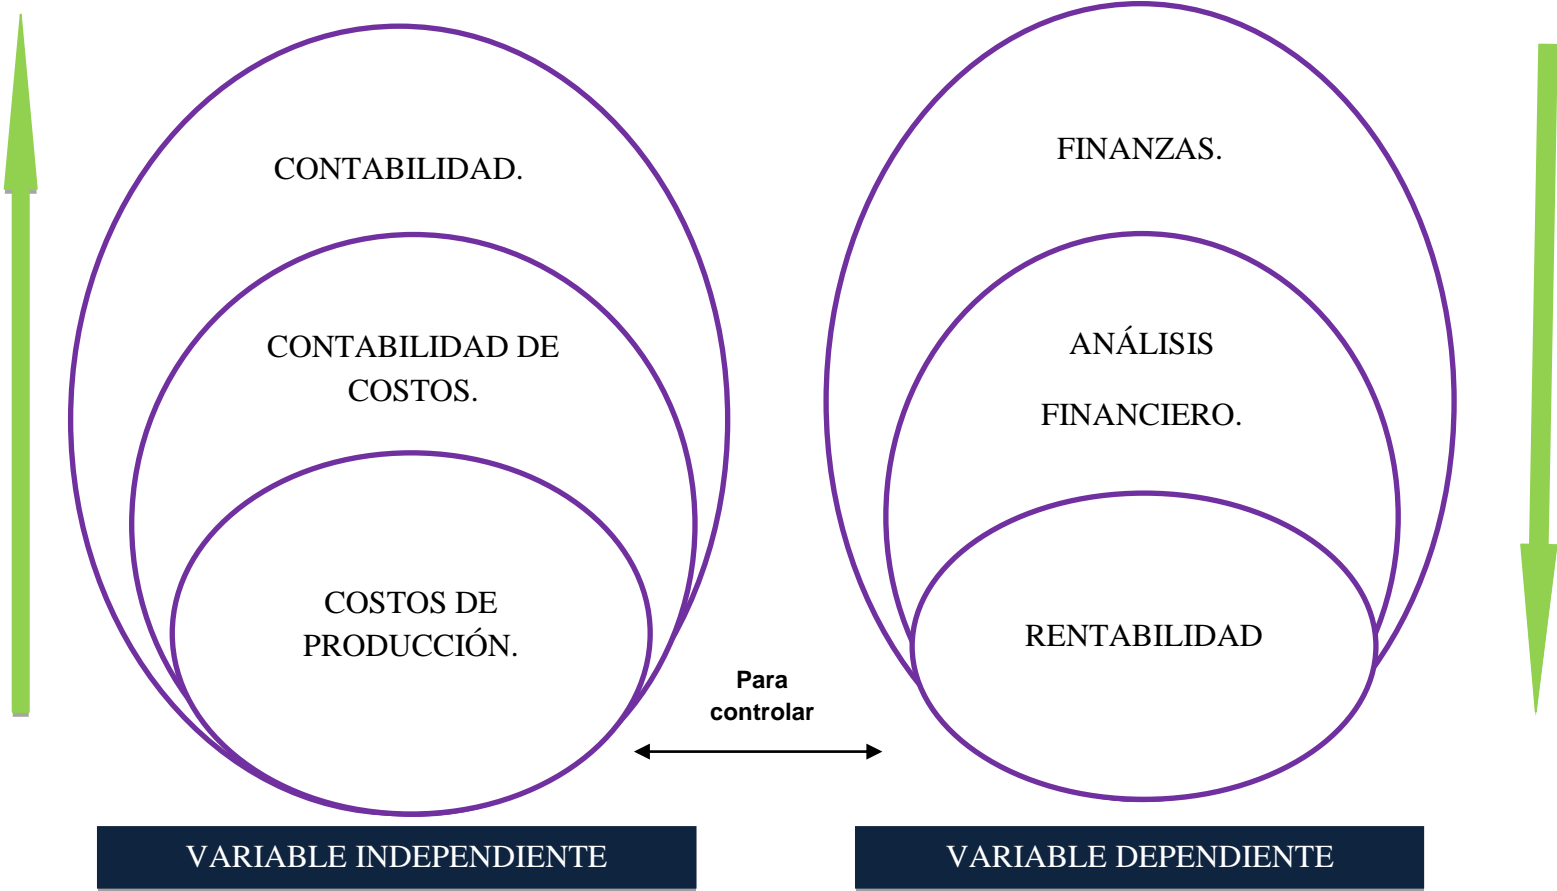 CONTABILIDAD.
CONTABILIDAD DE
COSTOS.
COSTOS DE
PRODUCCIÓN.
FINANZAS.
ANÁLISIS
FINANCIERO.
RENTABILIDAD
Para
controlar
VARIABLE INDEPENDIENTE
VARIABLE DEPENDIENTE